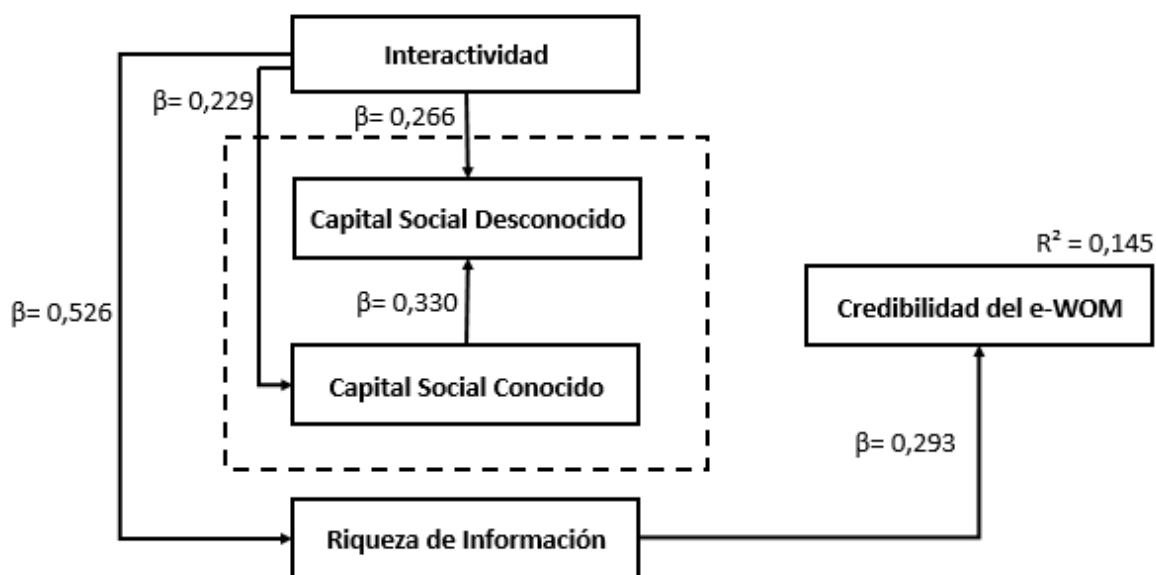 Interactividad
β= 0,229
β= 0,266
Capital Social Desconocido
R² = 0,145
β= 0,526
β= 0,330
Credibilidad del e-WOM
Capital Social Conocido
β= 0,293
Riqueza de Información